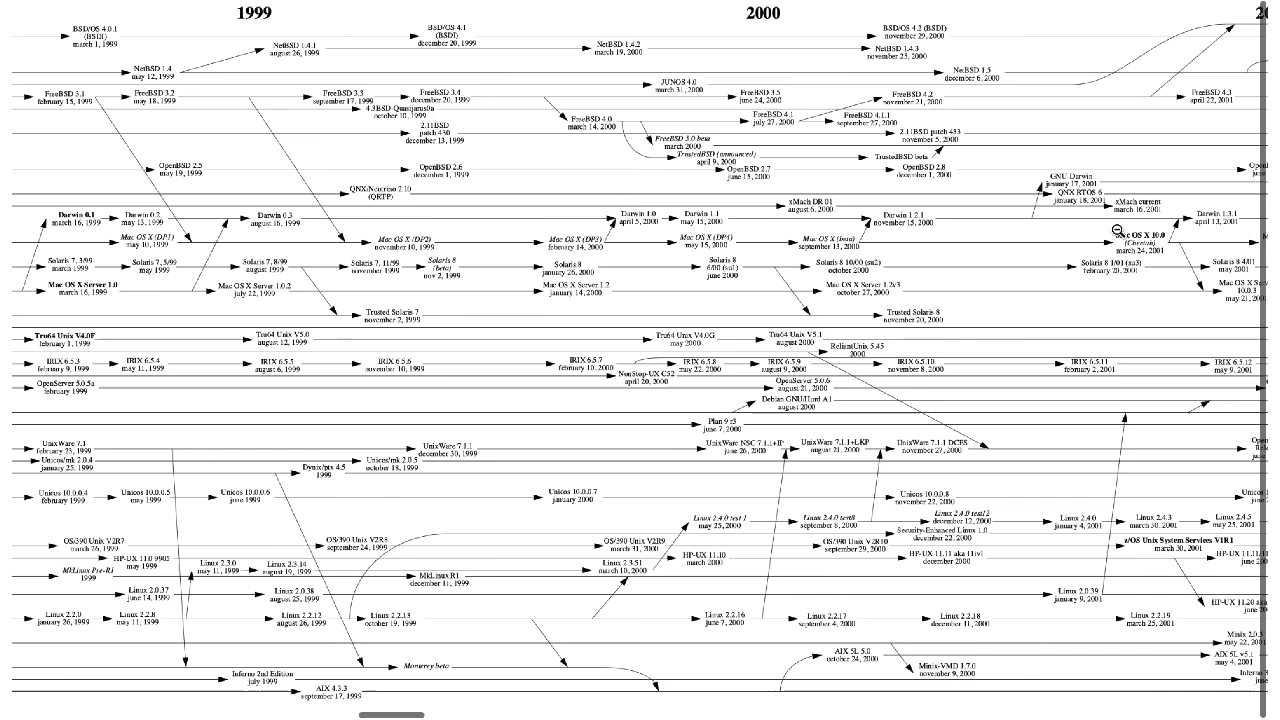 1999
2000
BSD/OS 4.0.1
(BSDI)
march 1, 1999
BSD/OS 4.1
(BSDI)
december 20, 1999
BSD/OS 4.2 (BSDI)
november 29, 2000
NetBSD 1.4.1
august 26, 1999
NetBSD 1.4.2
march 19, 2000
NetBSD 1.4.3
november 25, 2000
NetBSD 1.4
may 12, 1999
NetBSD 1.5
december 6, 2000
JUNOS 4.0
march 31, 2000
FreeBSD 3.1
february 15, 1999
FreeBSD 3.2
may 18, 1999
FreeBSD 3.3
september 17, 1999
FreeBSD 3.4
december 20, 1999
FreeBSD 3.5
june 24, 2000
FreeBSD 4.2
november 21, 2000
FreeBSD 4.3
april 22, 2001
4.3BSD-Quasijarus0a
october 10, 1999
FreeBSD 4.0
march 14, 2000
FreeBSD 4.1
july 27, 2000
FreeBSD 4.1.1
september 27, 2000
2.11BSD
patch 430
december 13, 1999
FreeBSD 5.0 beta
march 2000
2.11BSD patch 433
november 5, 2000
TrustedBSD (announced)
april 9, 2000
TrustedBSD beta
OpenBSD 2.5
may 19, 1999
OpenBSD 2.6
december 1, 1999
OpenBSD 2.7
june 15, 2000
OpenBSD 2.8
december 1, 2000
GNU-Darwin
january 17, 2001
QNX/Neutrino 2.10
(QRTP)
QNX RTOS 6
january 18, 2001
xMach DR 01
august 6, 2000
xMach current
march 16, 2001
Darwin 0.1
march 16, 1999
Darwin 0.2
may 13, 1999
Darwin 0.3
august 16, 1999
Darwin 1.0
april 5, 2000
Darwin 1.1
may 15, 2000
Darwin 1.2.1
november 15, 2000
Darwin 1.3.1
april 13, 2001
Mac OS X (DP1)
may 10, 1999
Mac OS X (DP2)
november 10, 1999
Mac OS X (DP3)
february 14, 2000
Mac OS X (DP4)
may 15, 2000
Mac OS X (beta)
september 13, 2000
Mac OS X 10.0
(Cheetah)
march 24, 2001
Solaris 7, 3/99
march 1999
Solaris 7, 5/99
may 1999
Solaris 7, 8/99
august 1999
Solaris 7, 11/99
november 1999
Solaris 8
(beta)
nov 2, 1999
Solaris 8
january 26, 2000
Solaris 8
6/00 (su1)
june 2000
Solaris 8 10/00 (su2)
october 2000
Solaris 8 1/01 (su3)
february 20, 2001
Solaris 8 4/01
may 2001
Mac OS X Server 1.0
march 16, 1999
Mac OS X Server 1.0.2
july 22, 1999
Mac OS X Server 1.2
january 14, 2000
Mac OS X Server 1.2v3
october 27, 2000
Mac OS X Serv
10.0.3
may 21, 200
Trusted Solaris 7
november 2, 1999
Trusted Solaris 8
november 20, 2000
Tru64 Unix V4.0F
february 1, 1999
Tru64 Unix V5.0
august 12, 1999
Tru64 Unix V4.0G
may 2000
Tru64 Unix V5.1
august 2000
ReliantUnix 5.45
2000
IRIX 6.5.3
february 9, 1999
IRIX 6.5.4
may 11, 1999
IRIX 6.5.5
august 6, 1999
IRIX 6.5.6
november 10, 1999
IRIX 6.5.7
february 10, 2000
IRIX 6.5.8
may 22, 2000
IRIX 6.5.9
august 9, 2000
IRIX 6.5.10
november 8, 2000
IRIX 6.5.11
february 2, 2001
IRIX 6.5.12
may 9, 2001
NonStop-UX C52
april 20, 2000
OpenServer 5.0.5a
february 1999
OpenServer 5.0.6
august 21, 2000
Debian GNU/Hurd A1
august 2000
Plan 9 r3
june 7, 2000
UnixWare 7.1
february 23, 1999
UnixWare 7.1.1
december 30, 1999
UnixWare NSC 7.1.1+IP
june 26, 2000
UnixWare 7.1.1+LKP
august 21, 2000
UnixWare 7.1.1 DCFS
november 27, 2000
Unicos/mk 2.0.4
january 25, 1999
Unicos/mk 2.0.5
october 18, 1999
Dynix/ptx 4.5
1999
Unicos 10.0.0.4
february 1999
Unicos 10.0.0.5
may 1999
Unicos 10.0.0.6
june 1999
Unicos 10.0.0.7
january 2000
Unicos 10.0.0.8
november 22, 2000
Linux 2.4.0 test 1
may 25, 2000
Linux 2.4.0 test8
september 8, 2000
Linux 2.4.0 test12
december 12, 2000
Linux 2.4.0
january 4, 2001
Linux 2.4.3
march 30, 2001
Linux 2.4.5
may 25, 2001
Security-Enhanced Linux 1.0
december 22, 2000
OS/390 Unix V2R7
march 26, 1999
OS/390 Unix V2R8
september 24, 1999
OS/390 Unix V2R9
march 31, 2000
OS/390 Unix V2R10
september 29, 2000
z/OS Unix System Services V1R1
march 30, 2001
HP-UX 11.0 9905
may 1999
HP-UX 11.10
march 2000
HP-UX 11.11 aka 11iv1
december 2000
HP-UX 11.11/11
june 200
MkLinux Pre-R1
1999
Linux 2.3.0
may 11, 1999
Linux 2.3.14
august 19, 1999
Linux 2.3.51
march 10, 2000
MkLinux R1
december 11, 1999
Linux 2.0.37
june 14, 1999
Linux 2.0.38
august 25, 1999
Linux 2.0.39
january 9, 2001
HP-UX 11.20 aka
june 200
Linux 2.2.0
january 26, 1999
Linux 2.2.8
may 11, 1999
Linux 2.2.12
august 26, 1999
Linux 2.2.13
october 19, 1999
Linux 2.2.16
june 7, 2000
Linux 2.2.17
september 4, 2000
Linux 2.2.18
december 11, 2000
Linux 2.2.19
march 25, 2001
Minix 2.0.3
may 22, 2001
AIX 5L 5.0
october 24, 2000
AIX 5L v5.1
may 4, 2001
Monterey beta
Minix-VMD 1.7.0
november 9, 2000
Inferno 2nd Edition
july 1999
Inferno 3
june
AIX 4.3.3
september 17, 1999